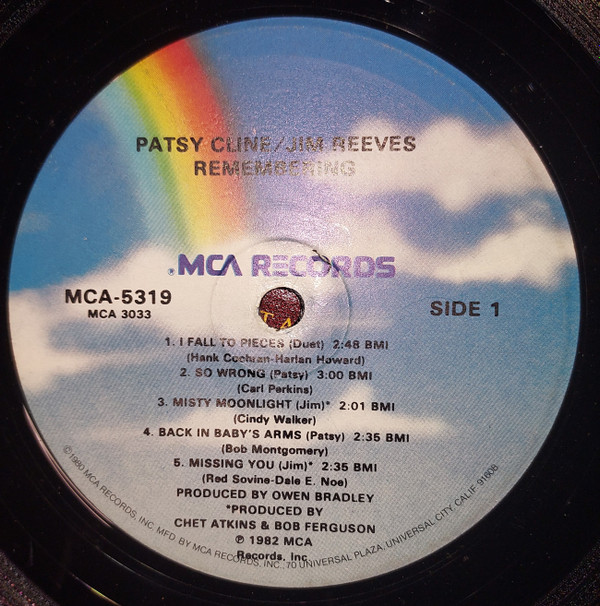 PATSY CLINE/JIM REEVES
REMEMBERING
MCA RECORDS
MCA-5319
MCA 3033
SIDE 1
TA
1. I FALL TO PIECES (Duet) 2:48 BMI
(Hank Cochran-Harlan Howard)
2. SO WRONG (Patsy) 3:00 BMI
(Carl Perkins)
3. MISTY MOONLIGHT (Jim)* 2:01 BMI
(Cindy Walker)
4. BACK IN BABY'S ARMS (Patsy) 2:35 BMI
(Bob Montgomery)
5. MISSING YOU (Jim)* 2:35 BMI
(Red Sovine-Dale E. Noe)
PRODUCED BY OWEN BRADLEY
*PRODUCED BY
CHET ATKINS & BOB FERGUSON
℗ 1982 MCA
Records, Inc
©1980 MCA RECORDS, INC. MFD. BY MCA RECORDS, INC., 70 UNIVERSAL PLAZA, UNIVERSAL CITY, CALIF. 91608